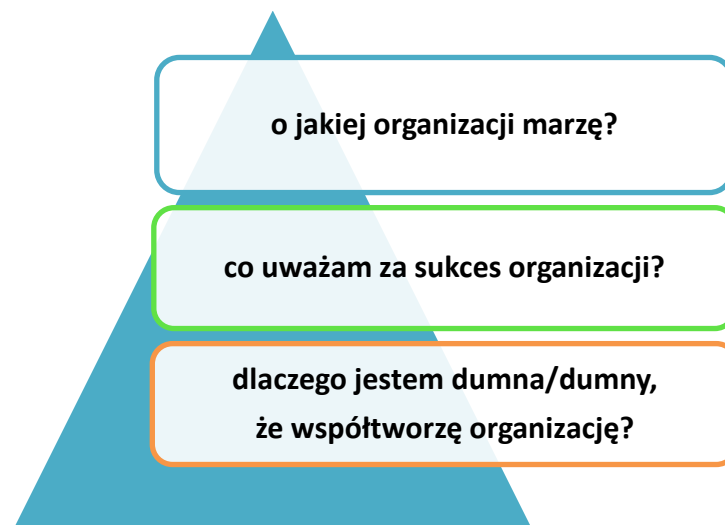 o jakiej organizacji marzę?
co uważam za sukces organizacji?
dlaczego jestem dumna/dumny,
że współtworzę organizację?